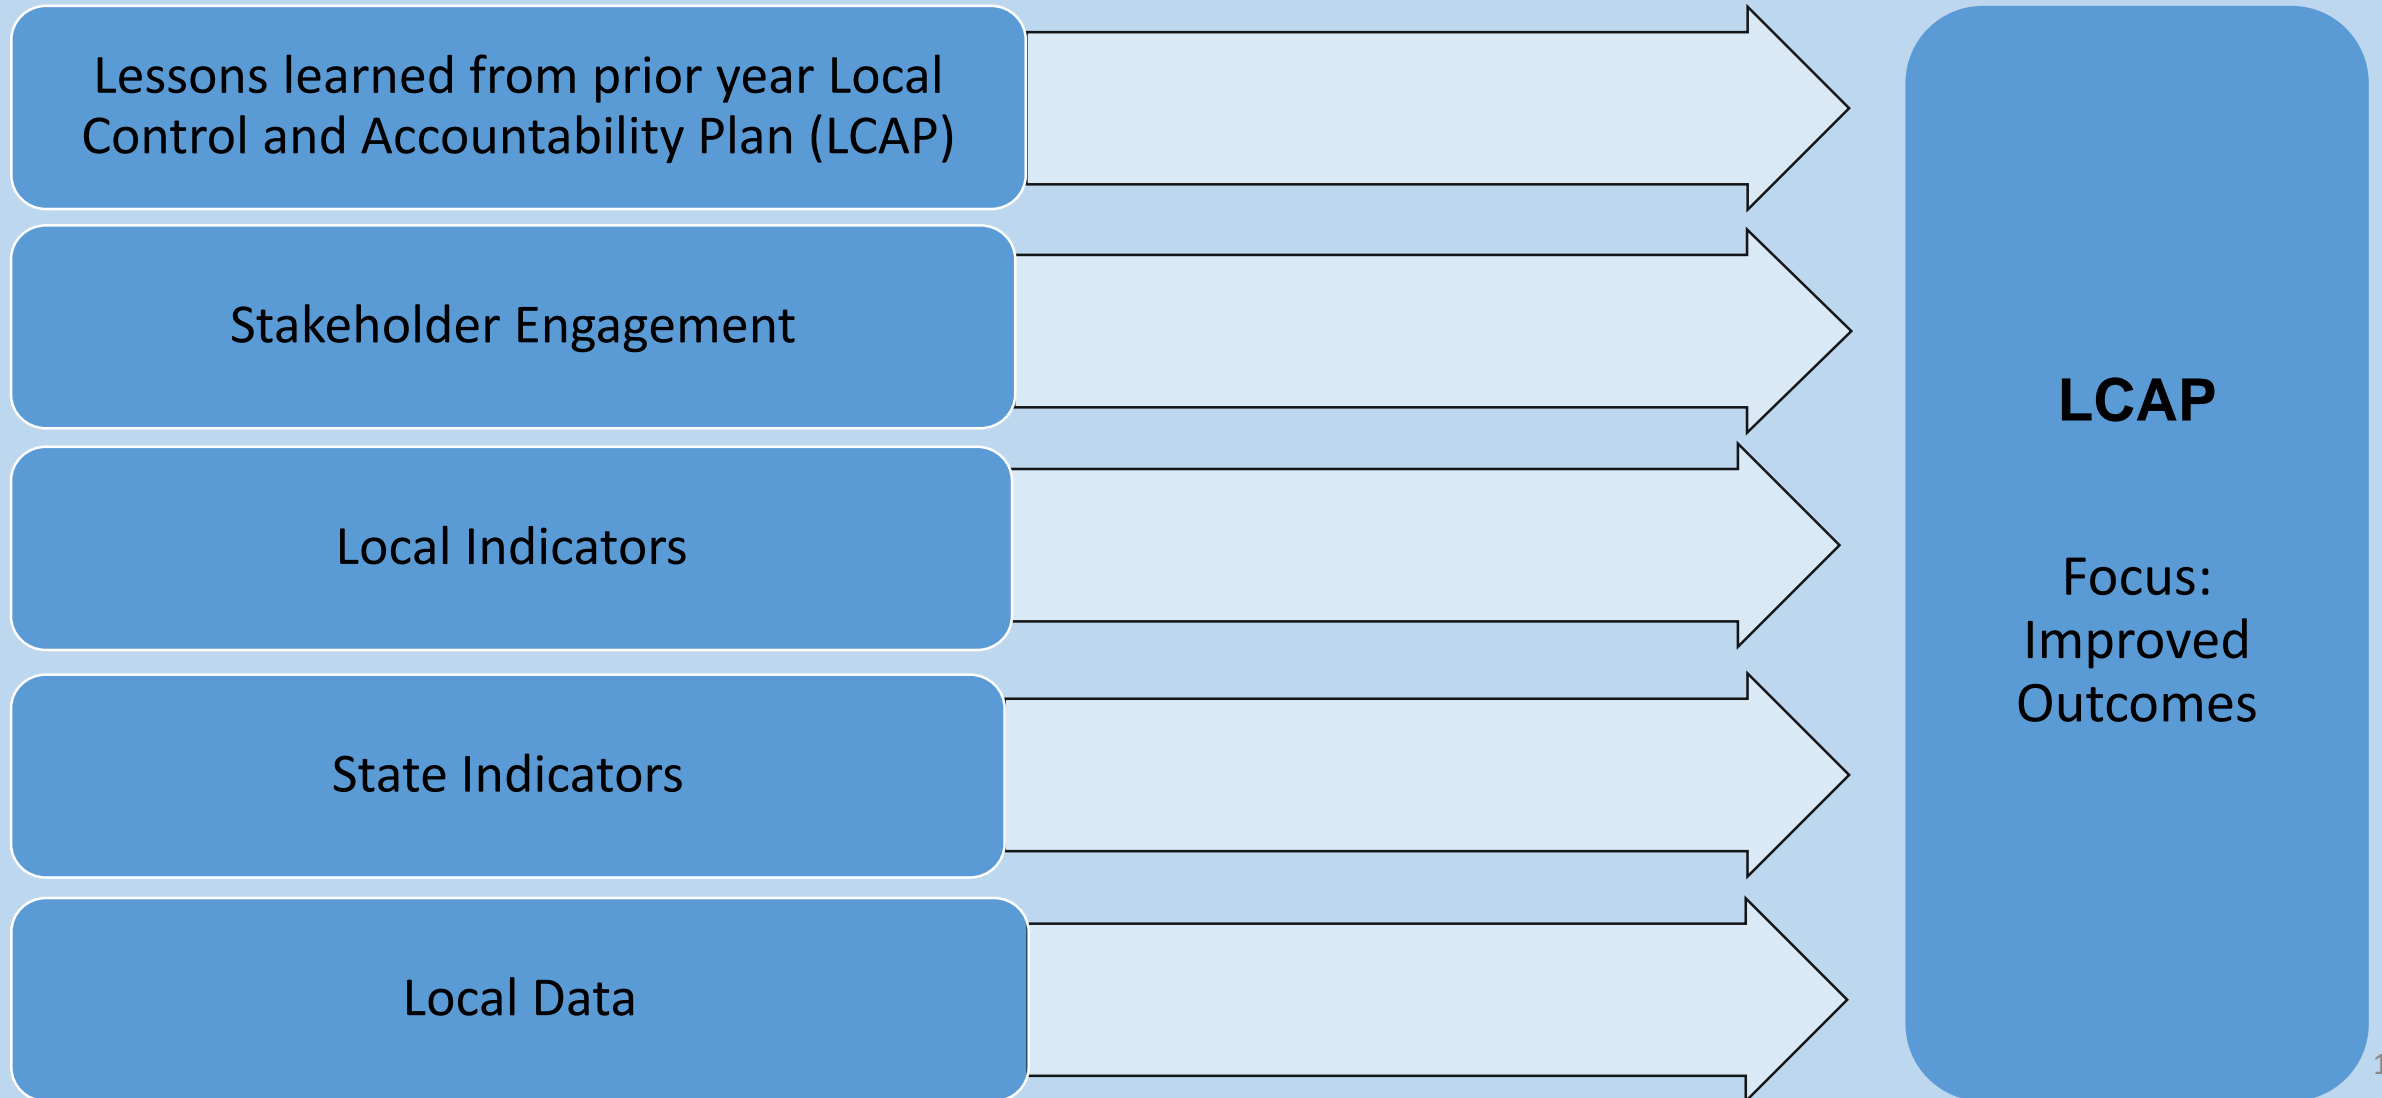 Lessons learned from prior year Local
Control and Accountability Plan (LCAP)
Stakeholder Engagement
Local Indicators
State Indicators
Local Data
LCAP
Focus:
Improved
Outcomes